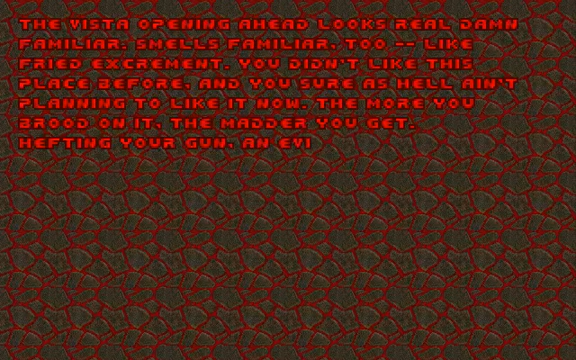 THE VISTA OPENING AHEAD LOOKS REAL DAMN
FAMILIAR. SMELLS FAMILIAR, TOO -- LIKE
FRIED EXCREMENT. YOU DIDN'T LIKE THIS
PLACE BEFORE, AND YOU SURE AS HELL AIN'T
PLANNING TO LIKE IT NOW. THE MORE YOU
BROOD ON IT, THE MADDER YOU GET.
HEFTING YOUR GUN, AN EVI